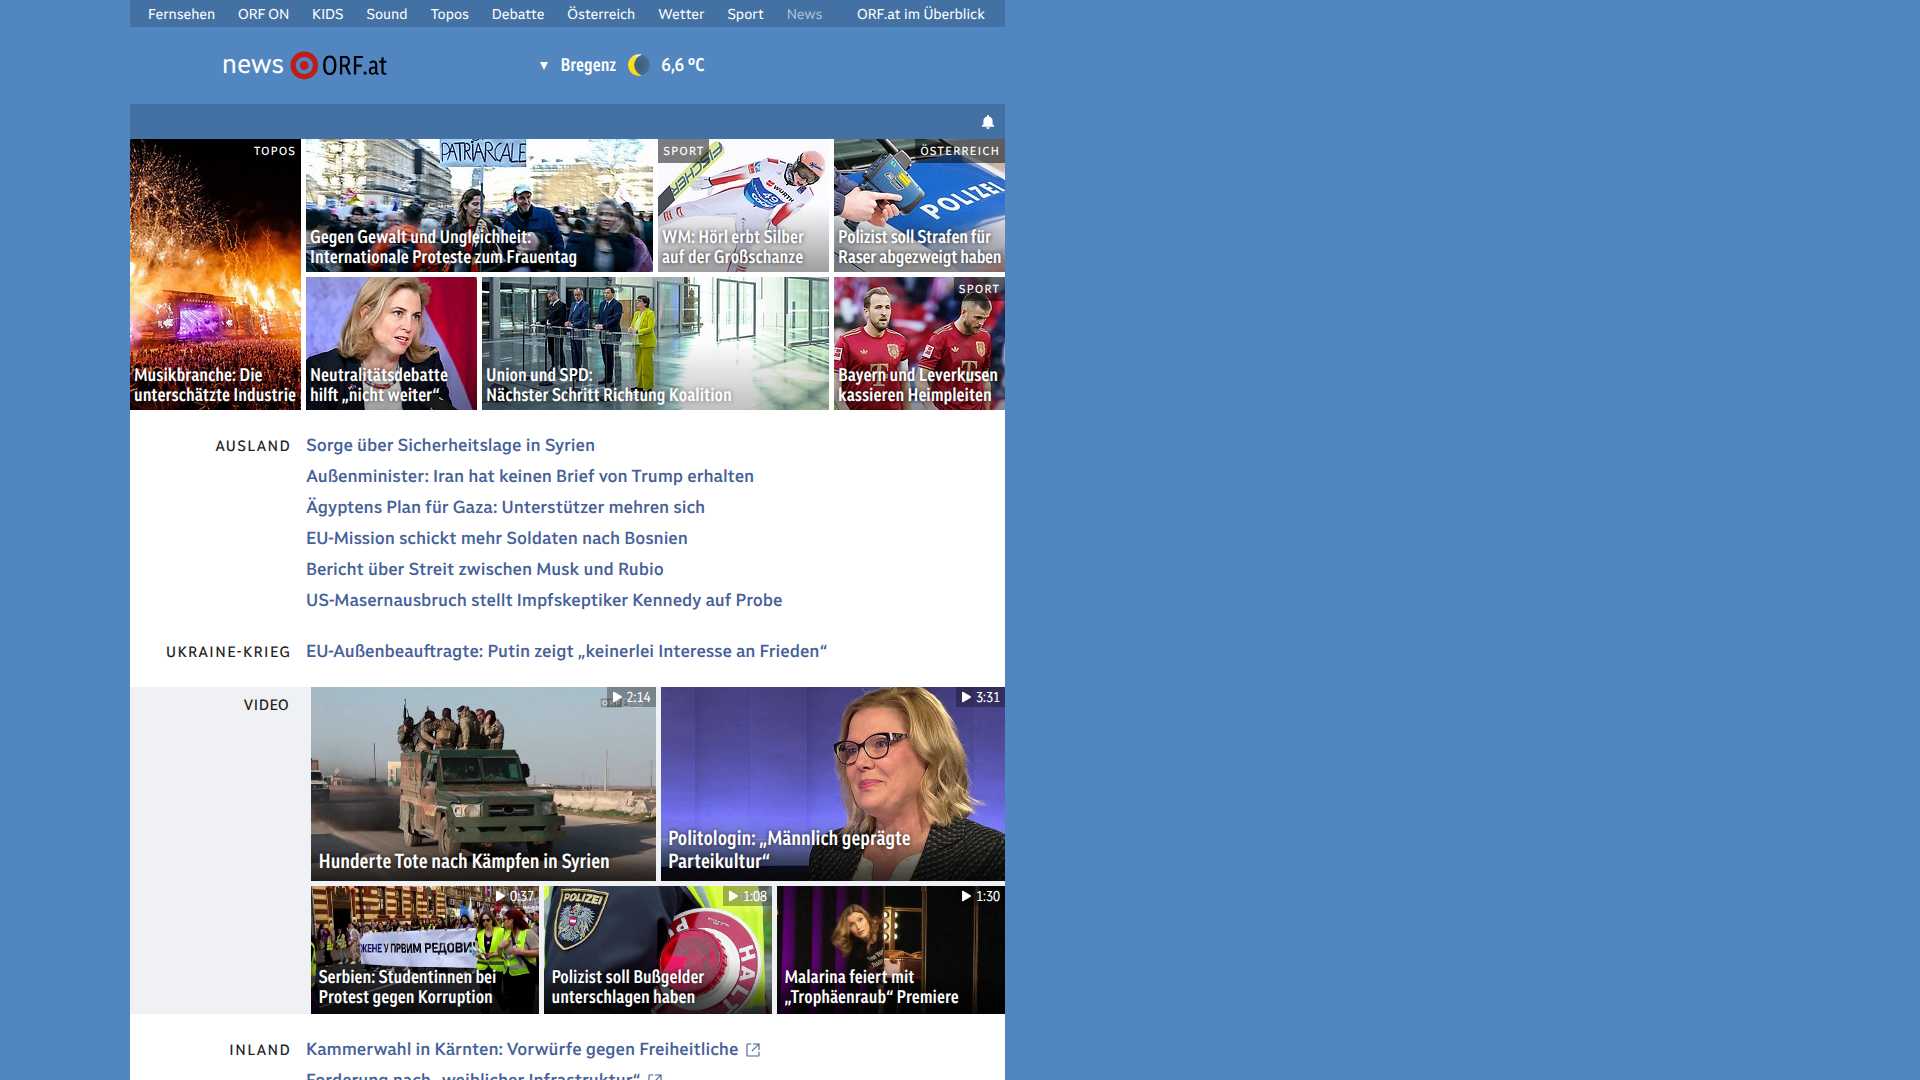 Fernsehen ORF ON KIDS Sound Topos Debatte Österreich Wetter Sport News ORF.at im Überblick
news ORF.at
Bregenz 6,6 °C
TOPOS
Musikbranche: Die
unterschätzte Industrie
PATRIARCALE
Gegen Gewalt und Ungleichheit:
Internationale Proteste zum Frauentag
SPORT
FISCHER
WÜRTH
49
WM: Hörl erbt Silber
auf der Großschanze
ÖSTERREICH
POLIZEI
Polizist soll Strafen für
Raser abgezweigt haben
Neutralitätsdebatte
hilft „nicht weiter“
Union und SPD:
Nächster Schritt Richtung Koalition
SPORT
Bayern und Leverkusen
kassieren Heimpleiten
AUSLAND
Sorge über Sicherheitslage in Syrien
Außenminister: Iran hat keinen Brief von Trump erhalten
Ägyptens Plan für Gaza: Unterstützer mehren sich
EU-Mission schickt mehr Soldaten nach Bosnien
Bericht über Streit zwischen Musk und Rubio
US-Masernausbruch stellt Impfskeptiker Kennedy auf Probe
UKRAINE-KRIEG
EU-Außenbeauftragte: Putin zeigt „keinerlei Interesse an Frieden“
VIDEO
2:14
Hunderte Tote nach Kämpfen in Syrien
3:31
Politologin: „Männlich geprägte
Parteikultur“
0:37
ЖЕНЕ У ПРВИМ РЕДОВИ
Serbien: Studentinnen bei
Protest gegen Korruption
1:08
POLIZEI
HALT
Polizist soll Bußgelder
unterschlagen haben
1:30
Malarina feiert mit
„Trophäenraub“ Premiere
INLAND
Kammerwahl in Kärnten: Vorwürfe gegen Freiheitliche
Forderung nach „weiblicher Infrastruktur“